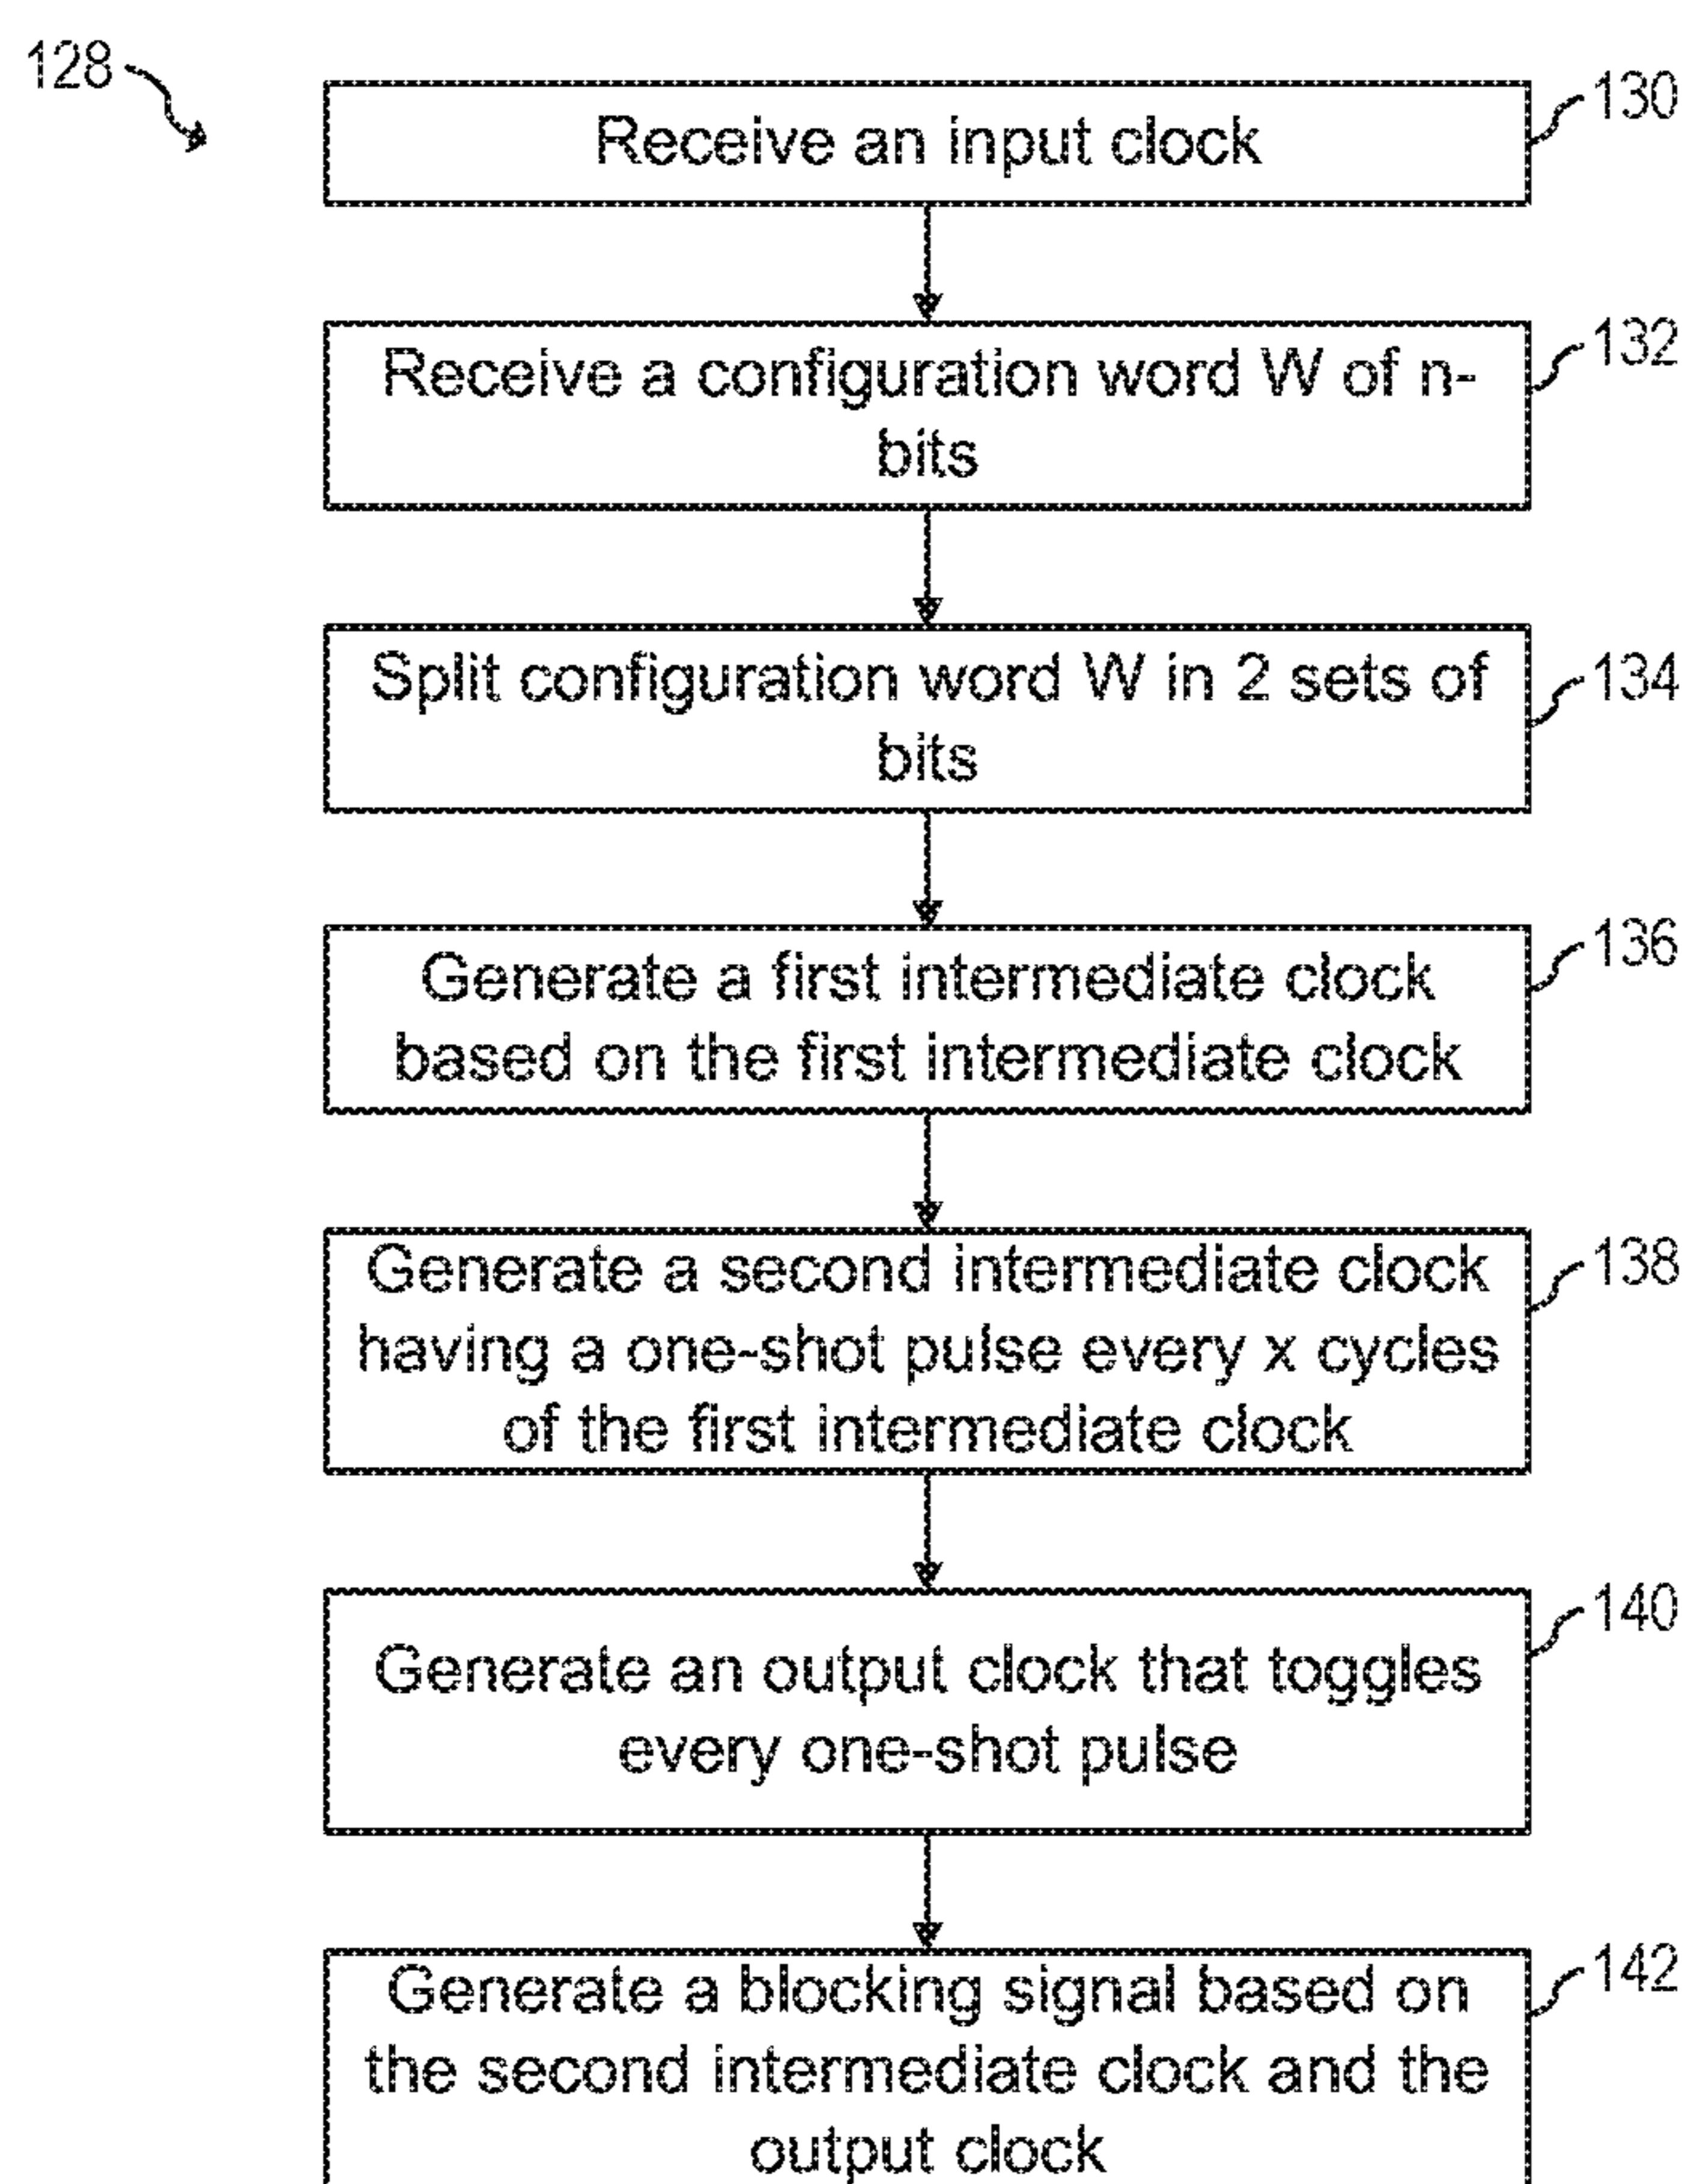 128
130
Receive an input clock
132
Receive a configuration word W of n-
bits
134
Split configuration word W in 2 sets of
bits
136
Generate a first intermediate clock
based on the first intermediate clock
138
Generate a second intermediate clock
having a one-shot pulse every x cycles
of the first intermediate clock
140
Generate an output clock that toggles
every one-shot pulse
142
Generate a blocking signal based on
the second intermediate clock and the
output clock